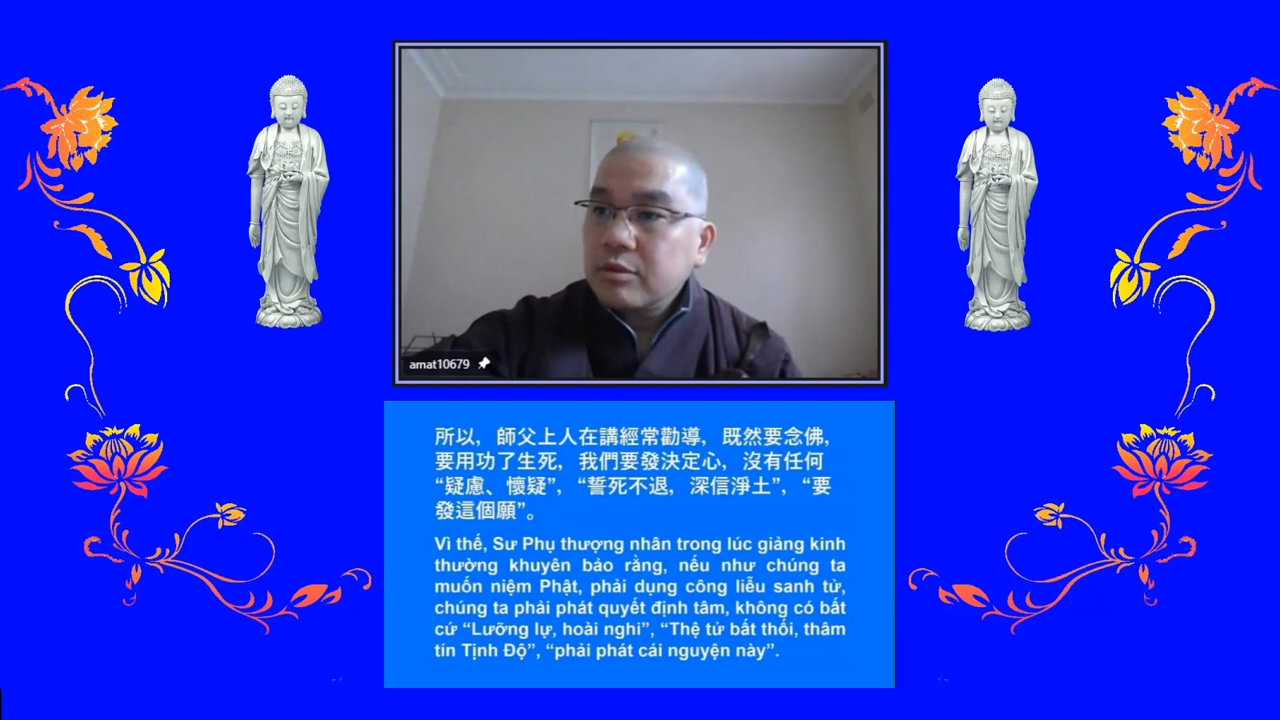 amat10679
所以，師父上人在講經常勸導，既然要念佛，
要用功了生死，我們要發決定心，沒有任何
“疑慮、懷疑”，“誓死不退，深信淨土”，“要
發這個願”。
Vì thế, Sư Phụ thượng nhân trong lúc giảng kinh
thường khuyên bảo rằng, nếu như chúng ta
muốn niệm Phật, phải dụng công liễu sanh tử,
chúng ta phải phát quyết định tâm, không có bất
cứ “Lưỡng lự, hoài nghi”, “Thệ tử bất thối, thâm
tín Tịnh Độ”, “phải phát cái nguyện này”.